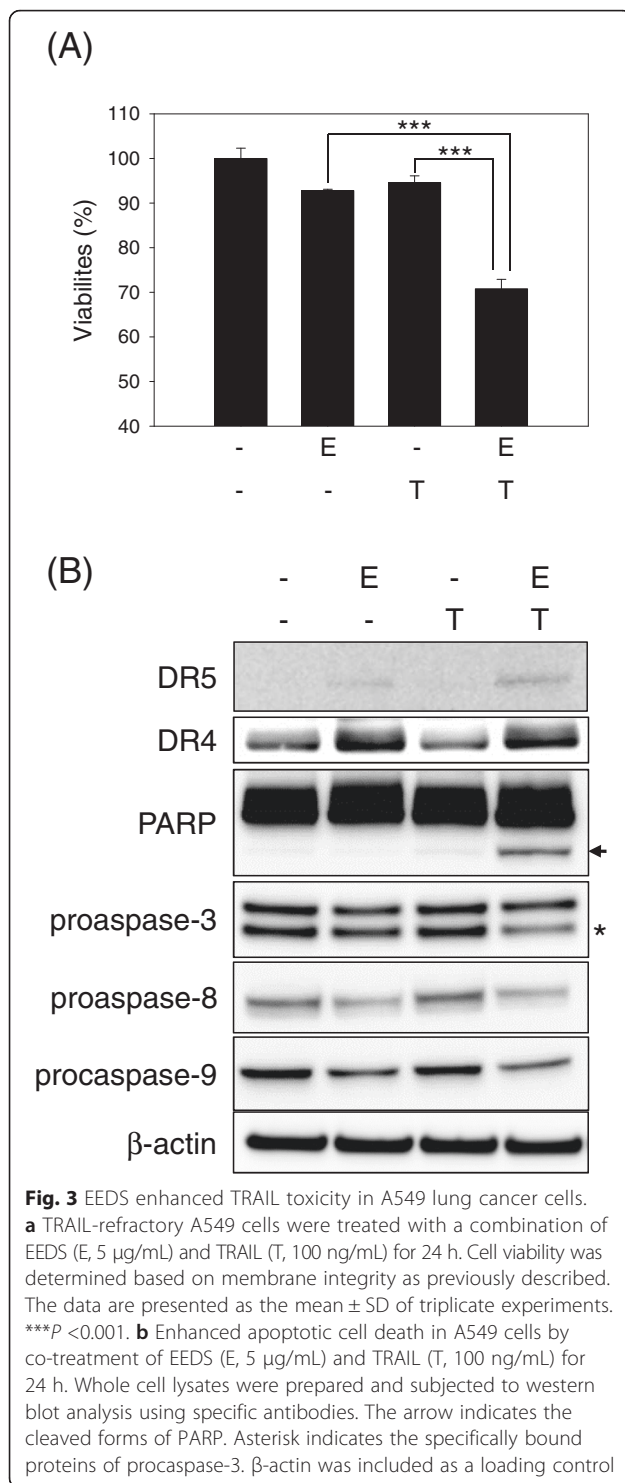 (A)
110
100
90
80
70
60
50
40
Viabilites (%)
***
***
- E - E
- - T T
(B)
- E - E
- - T T
DR5
DR4
PARP
proaspase-3
*
proaspase-8
procaspase-9
β-actin
Fig. 3 EEDS enhanced TRAIL toxicity in A549 lung cancer cells.
a TRAIL-refractory A549 cells were treated with a combination of
EEDS (E, 5 μg/mL) and TRAIL (T, 100 ng/mL) for 24 h. Cell viability was
determined based on membrane integrity as previously described.
The data are presented as the mean ± SD of triplicate experiments.
***P <0.001. b Enhanced apoptotic cell death in A549 cells by
co-treatment of EEDS (E, 5 μg/mL) and TRAIL (T, 100 ng/mL) for
24 h. Whole cell lysates were prepared and subjected to western
blot analysis using specific antibodies. The arrow indicates the
cleaved forms of PARP. Asterisk indicates the specifically bound
proteins of procaspase-3. β-actin was included as a loading control